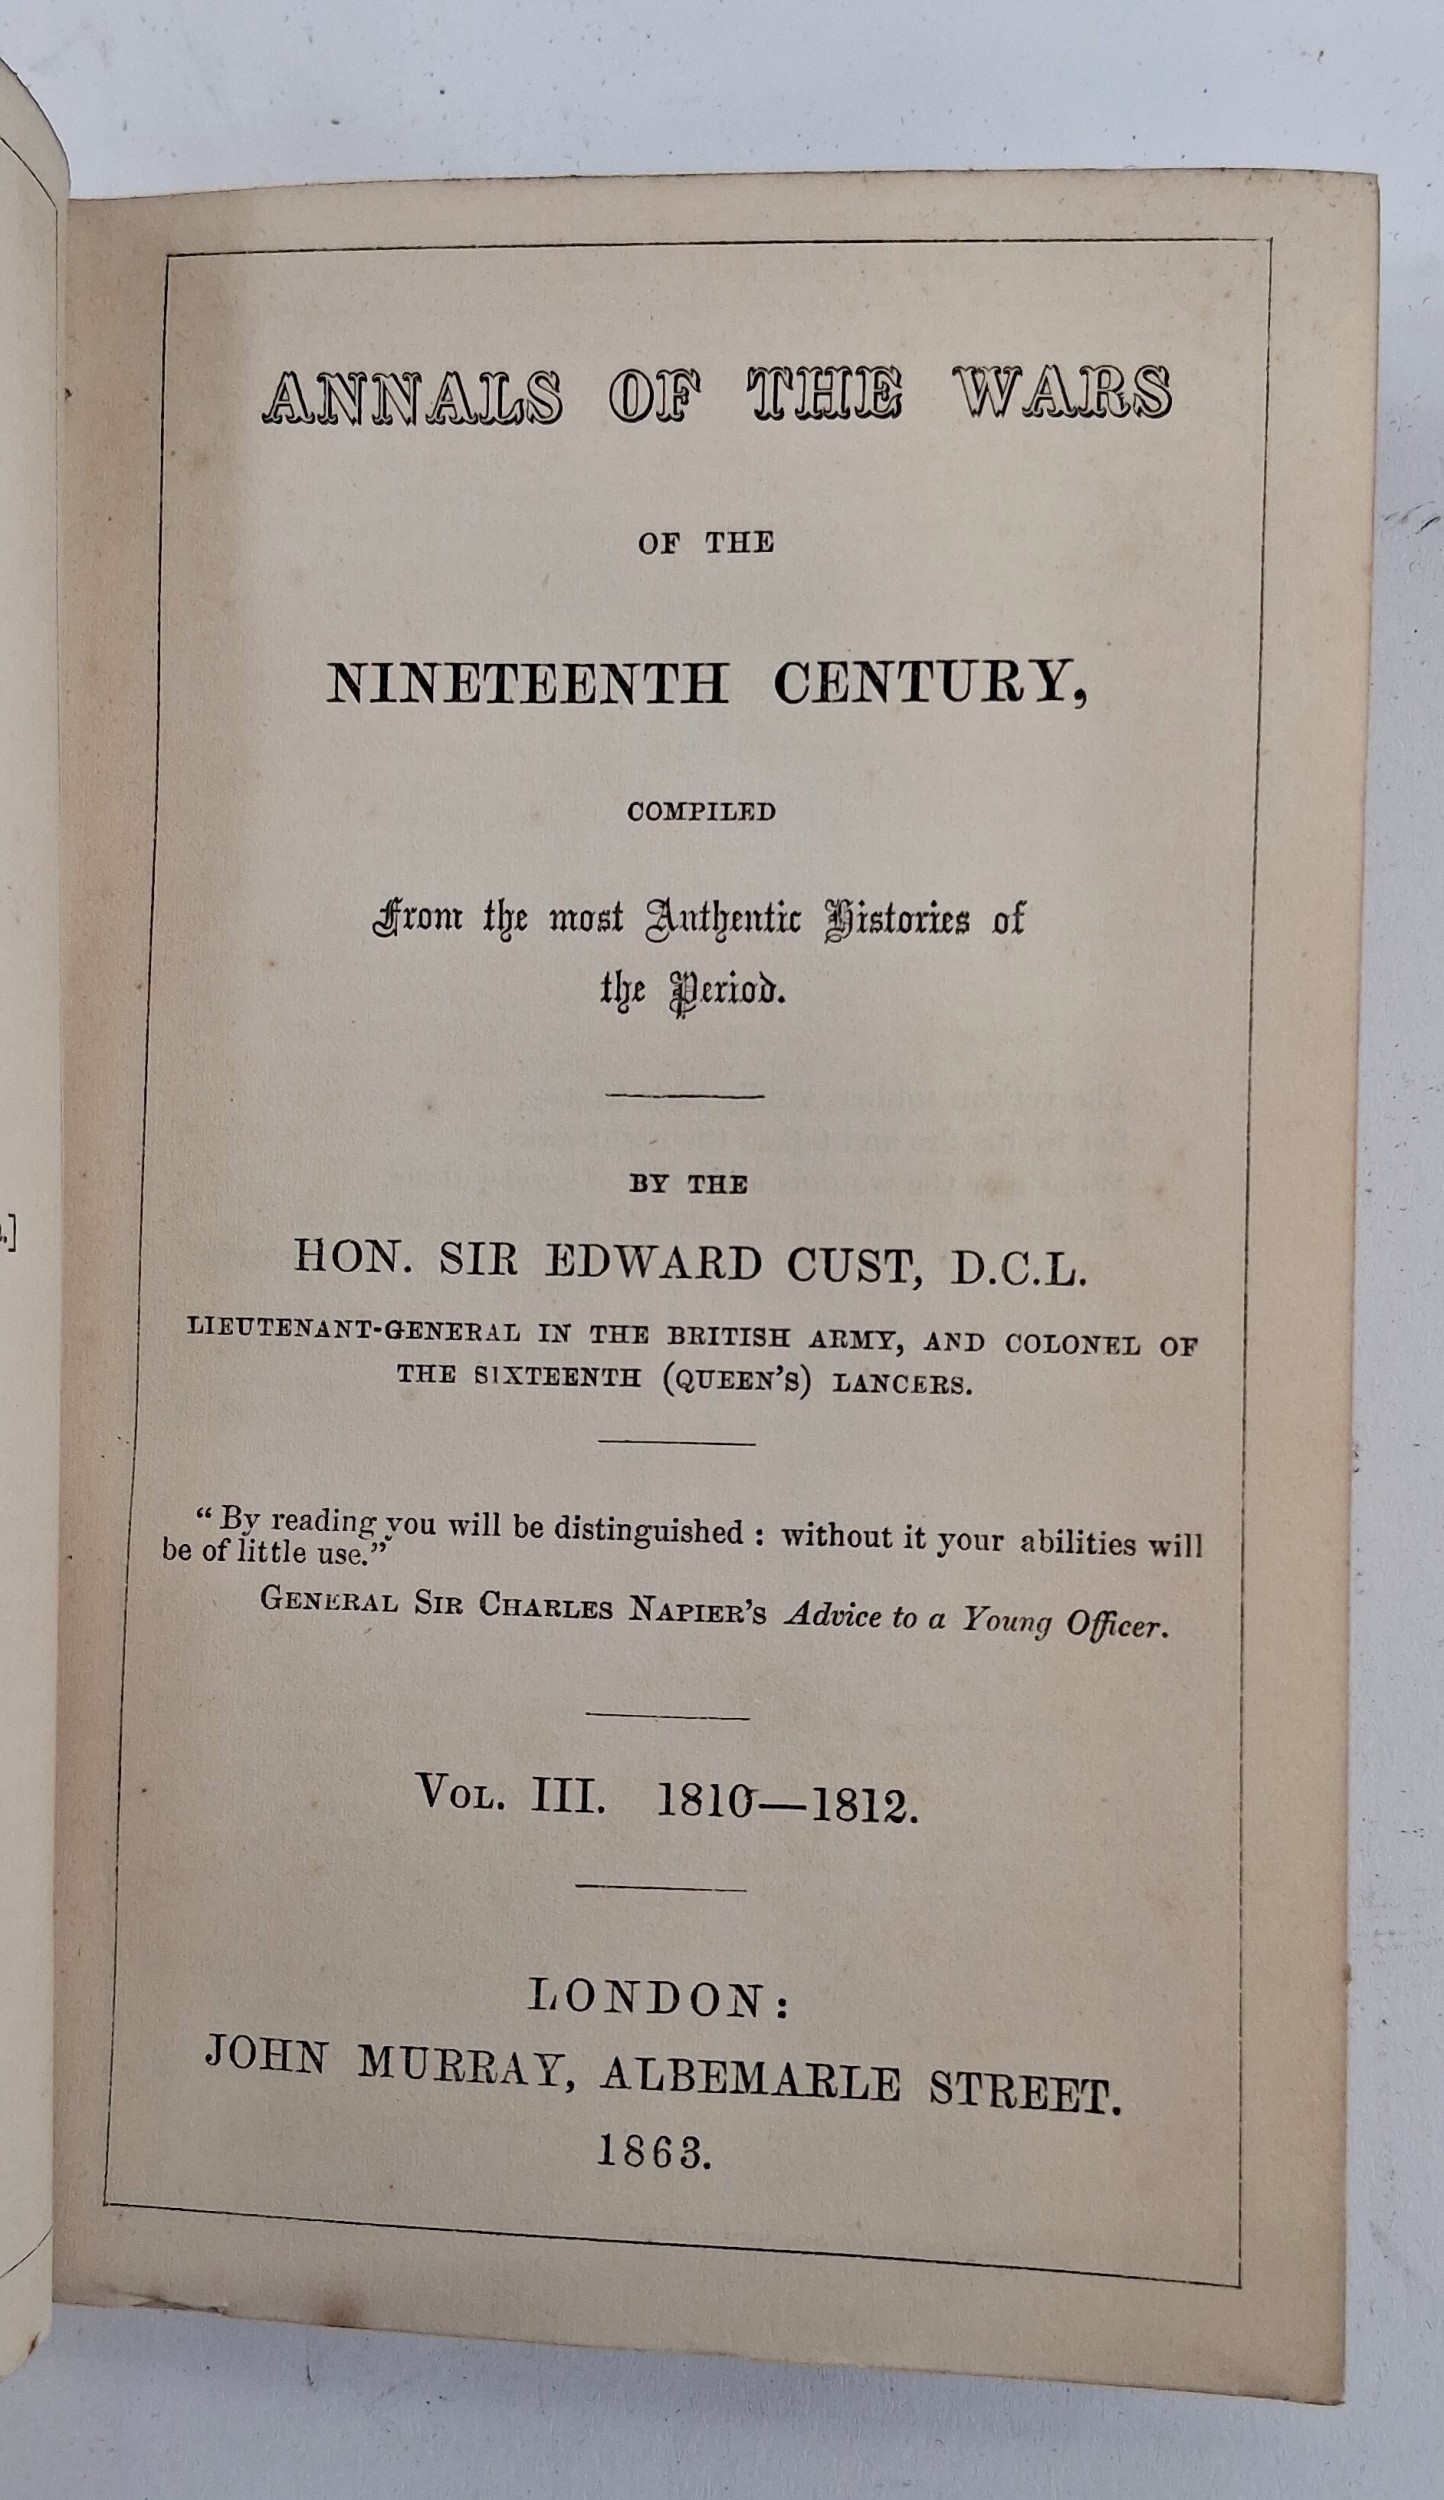 ANNALS OF THE WARS
OF THE
NINETEENTH CENTURY,
COMPILED
From the most Authentic Histories of
the Period.
BY THE
HON. SIR EDWARD CUST, D.C.L.
LIEUTENANT-GENERAL IN THE BRITISH ARMY, AND COLONEL OF
THE SIXTEENTH (QUEEN'S) LANCERS.
"By reading you will be distinguished: without it your abilities will
be of little use."
GENERAL SIR CHARLES NAPIER'S Advice to a Young Officer.
VOL. III. 1810—1812.
LONDON:
JOHN MURRAY, ALBEMARLE STREET.
1863.